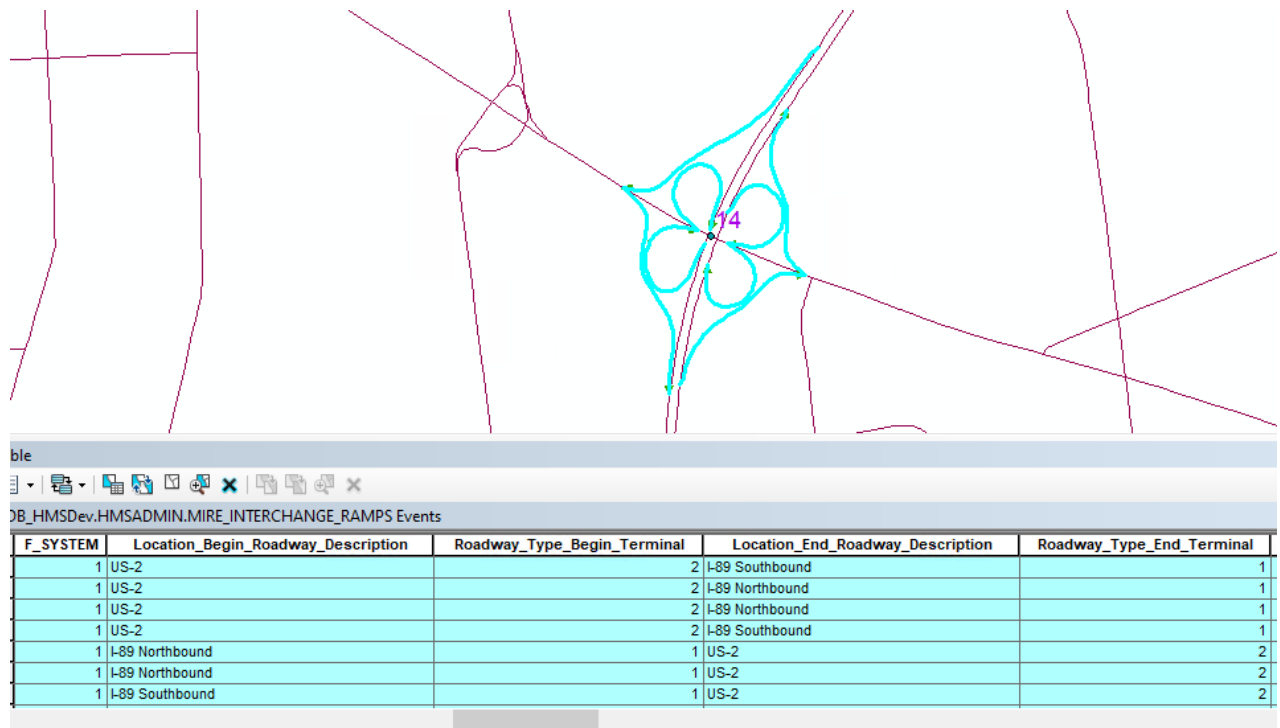 14
ble
DB_HMSDev.HMSADMIN.MIRE_INTERCHANGE_RAMPS Events
F_SYSTEM Location_Begin_Roadway_Description Roadway_Type_Begin_Terminal Location_End_Roadway_Description Roadway_Type_End_Terminal
1 US-2 2 I-89 Southbound 1
1 US-2 2 I-89 Northbound 1
1 US-2 2 I-89 Northbound 1
1 US-2 2 I-89 Southbound 1
1 I-89 Northbound 1 US-2 2
1 I-89 Northbound 1 US-2 2
1 I-89 Southbound 1 US-2 2